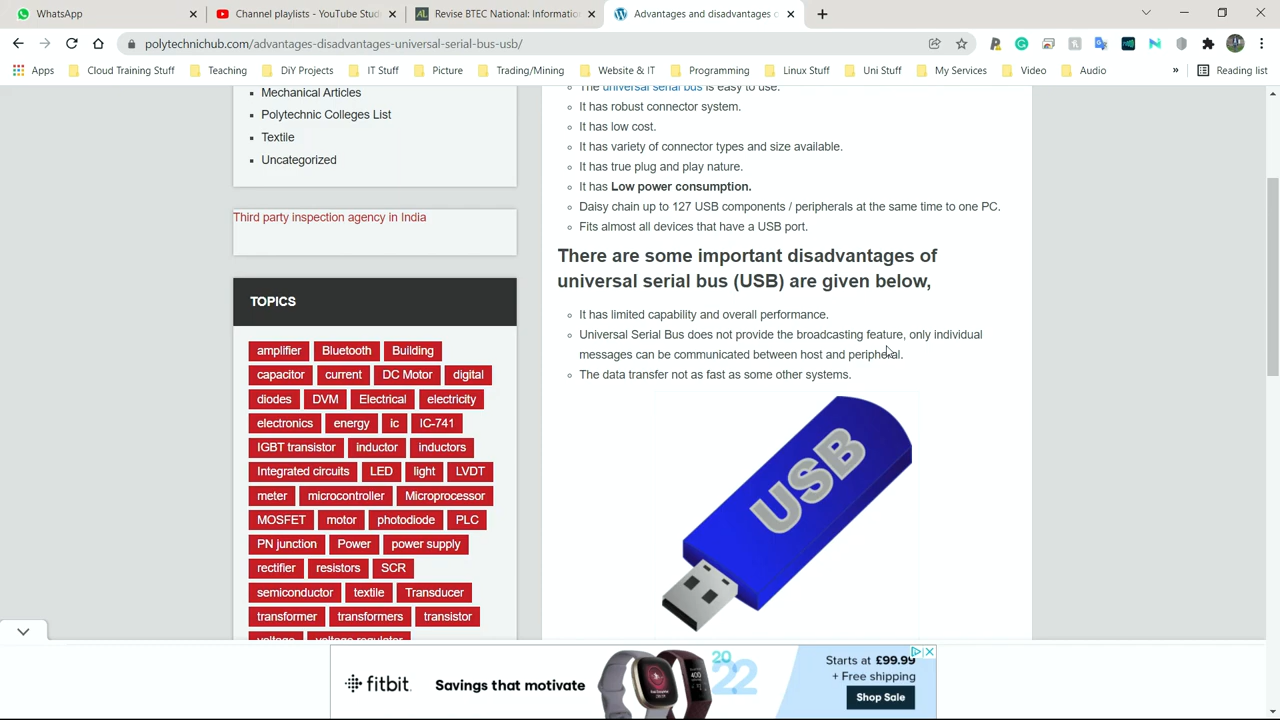 WhatsApp
Channel playlists - YouTube Stud
Revise BTEC National: Information
Advantages and disadvantages o
polytechnichub.com/advantages-disadvantages-universal-serial-bus-usb/
Apps
Cloud Training Stuff
Teaching
DiY Projects
IT Stuff
Picture
Trading/Mining
Website & IT
Programming
Linux Stuff
Uni Stuff
My Services
Video
Audio
»
Reading list
Mechanical Articles
Polytechnic Colleges List
Textile
Uncategorized
Third party inspection agency in India
TOPICS
amplifier Bluetooth Building
capacitor current DC Motor digital
diodes DVM Electrical electricity
electronics energy ic IC-741
IGBT transistor inductor inductors
Integrated circuits LED light LVDT
meter microcontroller Microprocessor
MOSFET motor photodiode PLC
PN junction Power power supply
rectifier resistors SCR
semiconductor textile Transducer
transformer transformers transistor
voltage voltage regulator
The universal serial bus is easy to use.
It has robust connector system.
It has low cost.
It has variety of connector types and size available.
It has true plug and play nature.
It has Low power consumption.
Daisy chain up to 127 USB components / peripherals at the same time to one PC.
Fits almost all devices that have a USB port.
There are some important disadvantages of
universal serial bus (USB) are given below,
It has limited capability and overall performance.
Universal Serial Bus does not provide the broadcasting feature, only individual
messages can be communicated between host and peripheral.
The data transfer not as fast as some other systems.
USB
fitbit.
Savings that motivate
2022
Starts at £99.99
+ Free shipping
Shop Sale